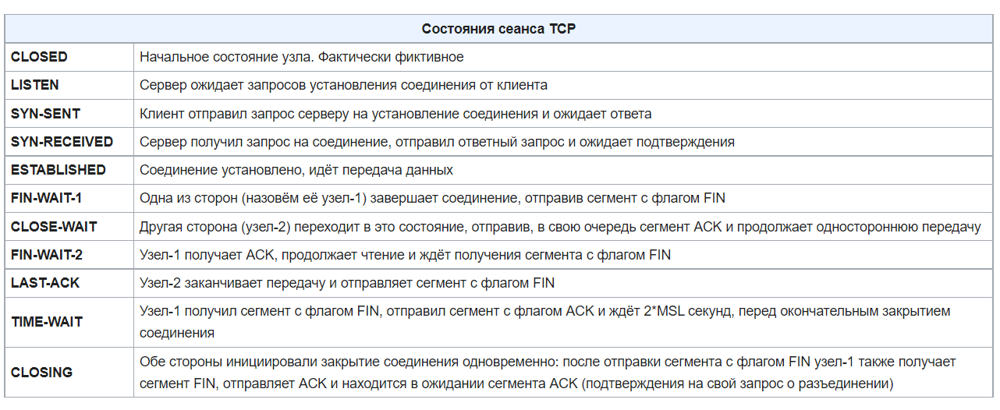 Состояния сеанса TCP
CLOSED Начальное состояние узла. Фактически фиктивное
LISTEN Сервер ожидает запросов установления соединения от клиента
SYN-SENT Клиент отправил запрос серверу на установление соединения и ожидает ответа
SYN-RECEIVED Сервер получил запрос на соединение, отправил ответный запрос и ожидает подтверждения
ESTABLISHED Соединение установлено, идёт передача данных
FIN-WAIT-1 Одна из сторон (назовём её узел-1) завершает соединение, отправив сегмент с флагом FIN
CLOSE-WAIT Другая сторона (узел-2) переходит в это состояние, отправив, в свою очередь сегмент ACK и продолжает одностороннюю передачу
FIN-WAIT-2 Узел-1 получает ACK, продолжает чтение и ждёт получения сегмента с флагом FIN
LAST-ACK Узел-2 заканчивает передачу и отправляет сегмент с флагом FIN
TIME-WAIT Узел-1 получил сегмент с флагом FIN, отправил сегмент с флагом ACK и ждёт 2*MSL секунд, перед окончательным закрытием
соединения
CLOSING Обе стороны инициировали закрытие соединения одновременно: после отправки сегмента с флагом FIN узел-1 также получает
сегмент FIN, отправляет ACK и находится в ожидании сегмента ACK (подтверждения на свой запрос о разъединении)